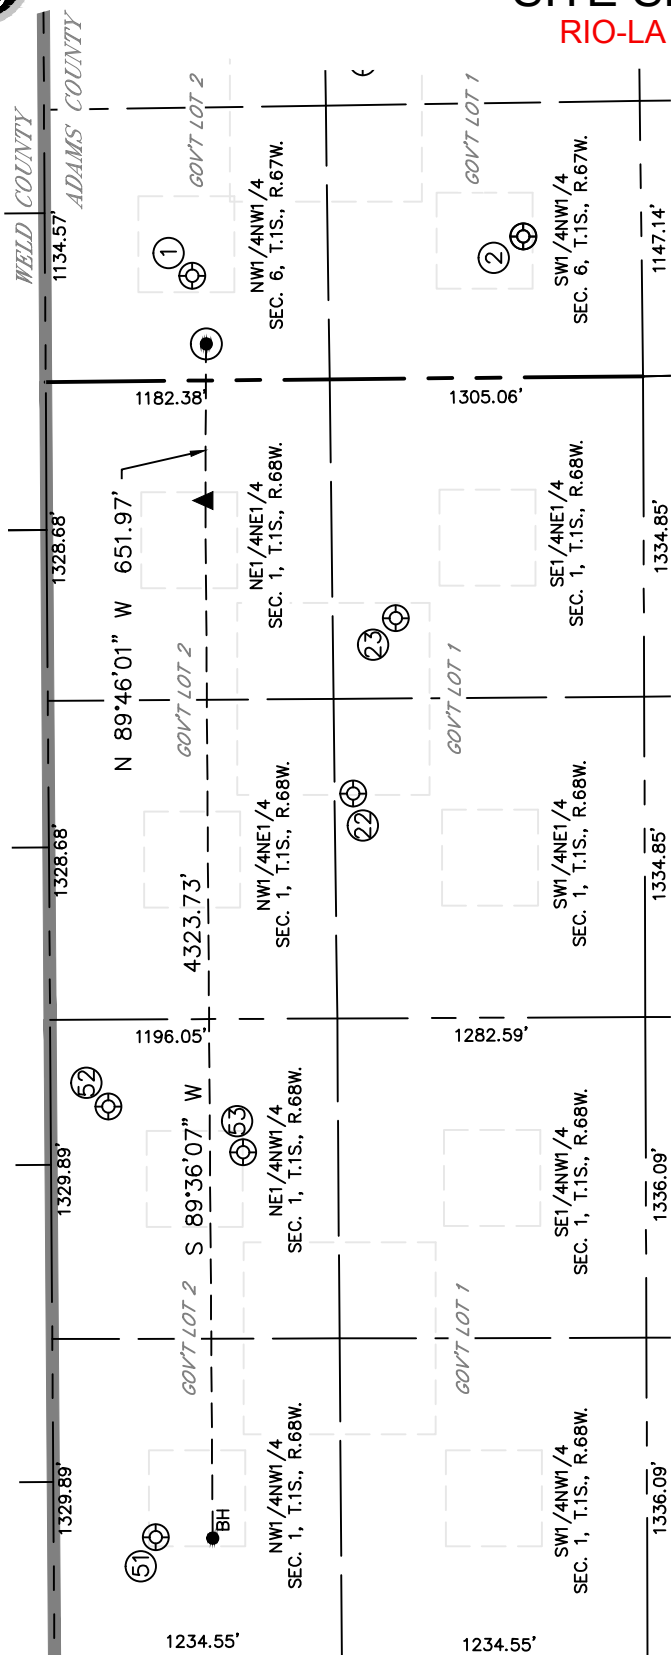 SITE S
RIO-LA
WELD COUNTY
ADAMS COUNTY
GOV'T LOT 2
GOV'T LOT 1
1134.57'
1
NW1/4NW1/4
SEC. 6, T.1S., R.67W.
2
SW1/4NW1/4
SEC. 6, T.1S., R.67W.
1147.14'
1182.38'
1305.06'
N 89°46'01" W 651.97'
1328.68'
NE1/4NE1/4
SEC. 1, T.1S., R.68W.
SE1/4NE1/4
SEC. 1, T.1S., R.68W.
1334.85'
23
GOV'T LOT 2
GOV'T LOT 1
22
1328.68'
NW1/4NE1/4
SEC. 1, T.1S., R.68W.
SW1/4NE1/4
SEC. 1, T.1S., R.68W.
1334.85'
S 89°36'07" W 4323.73'
1196.05'
1282.59'
52
53
1329.89'
NE1/4NW1/4
SEC. 1, T.1S., R.68W.
SE1/4NW1/4
SEC. 1, T.1S., R.68W.
1336.09'
GOV'T LOT 2
GOV'T LOT 1
1329.89'
NW1/4NW1/4
SEC. 1, T.1S., R.68W.
SW1/4NW1/4
SEC. 1, T.1S., R.68W.
1336.09'
51
BH
1234.55'
1234.55'